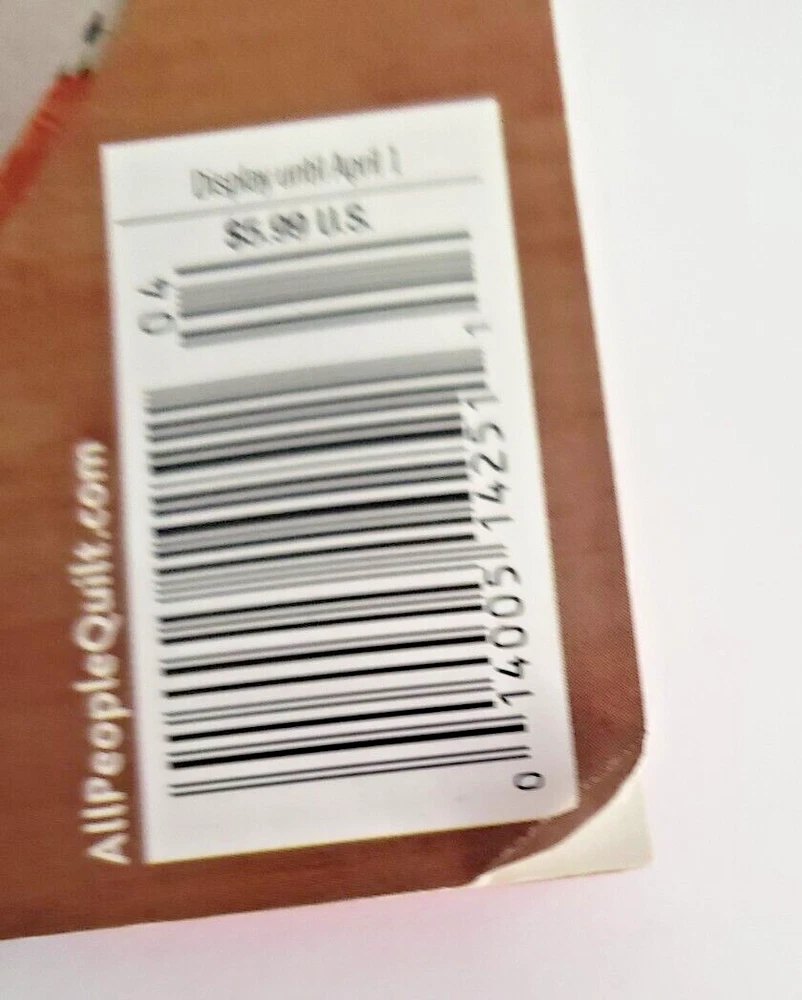 Display until April 1
$5.99 U.S.
04
0 14005 14251 1
AllPeopleQuilt.com